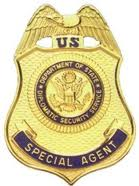 US
DEPARTMENT OF STATE
DIPLOMATIC SECURITY SERVICE
SPECIAL AGENT